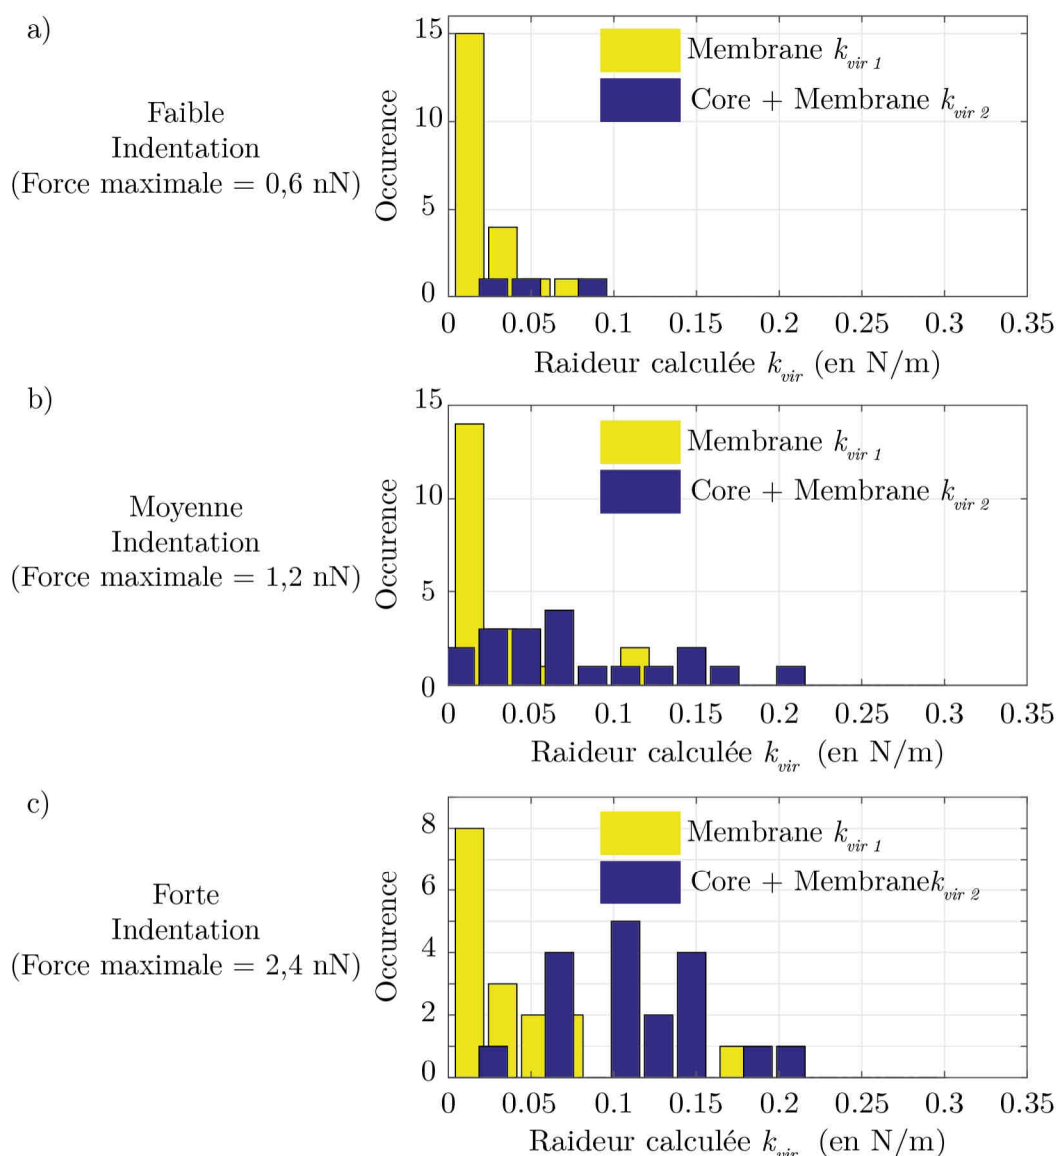 a)
Faible
Indentation
(Force maximale = 0,6 nN)
Occurence
15
10
5
0
Membrane k_vir 1
Core + Membrane k_vir 2
0 0.05 0.1 0.15 0.2 0.25 0.3 0.35
Raideur calculée k_vir (en N/m)
b)
Moyenne
Indentation
(Force maximale = 1,2 nN)
Occurence
15
10
5
0
Membrane k_vir 1
Core + Membrane k_vir 2
0 0.05 0.1 0.15 0.2 0.25 0.3 0.35
Raideur calculée k_vir (en N/m)
c)
Forte
Indentation
(Force maximale = 2,4 nN)
Occurence
8
6
4
2
0
Membrane k_vir 1
Core + Membranek_vir 2
0 0.05 0.1 0.15 0.2 0.25 0.3 0.35
Raideur calculée k_vir (en N/m)